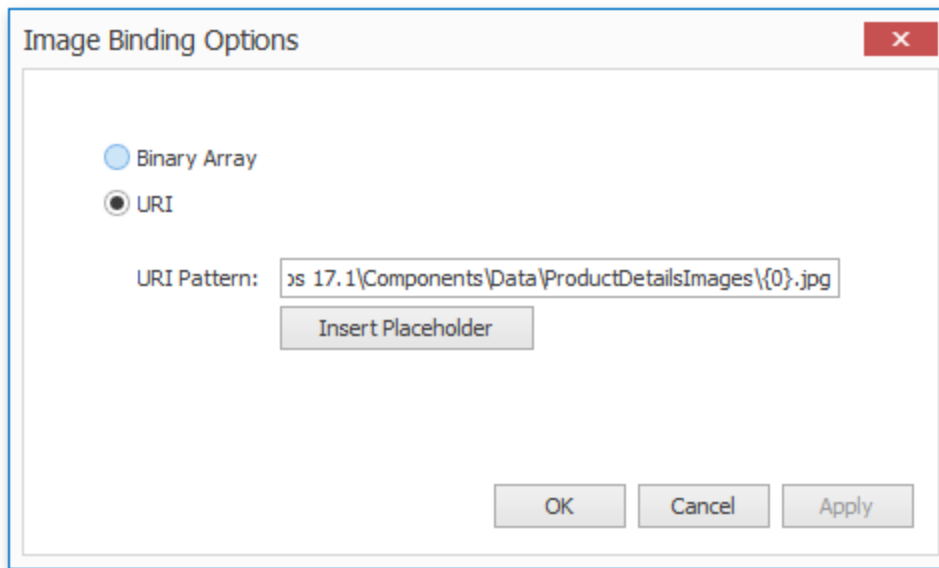 Image Binding Options
Binary Array
URI
URI Pattern: os 17.1\Components\Data\ProductDetailsImages\{0}.jpg
Insert Placeholder
OK Cancel Apply